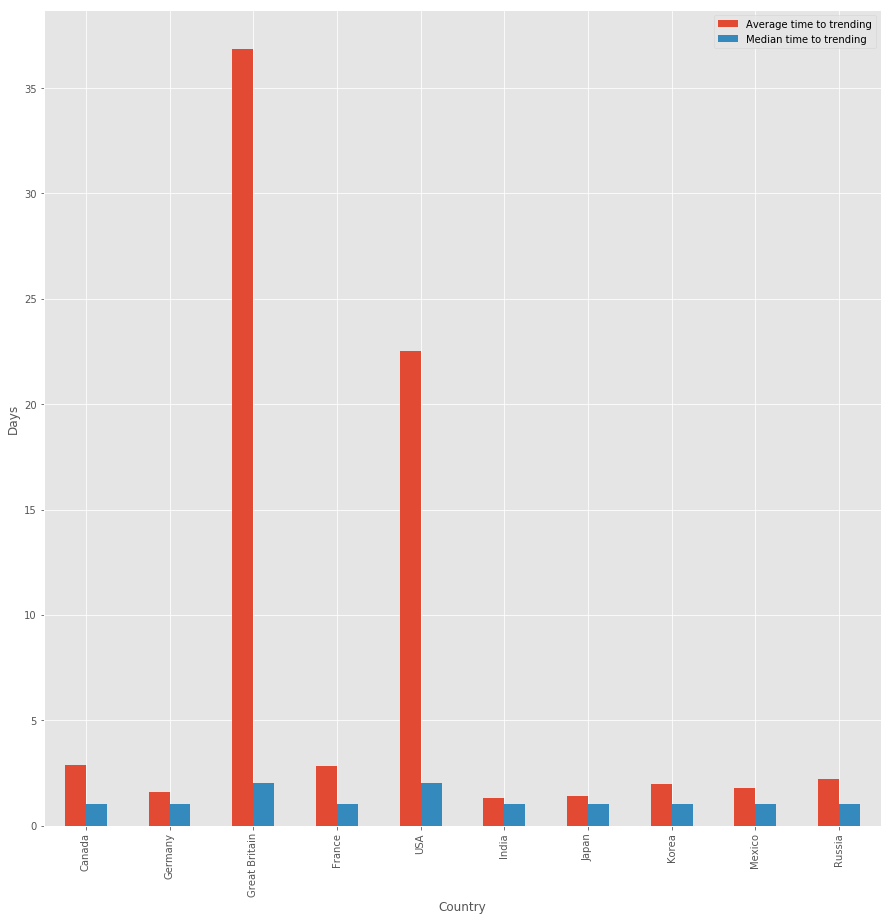 Average time to trending
Median time to trending
35
30
25
20
15
10
5
0
Days
Canada
Germany
Great Britain
France
USA
India
Japan
Korea
Mexico
Russia
Country